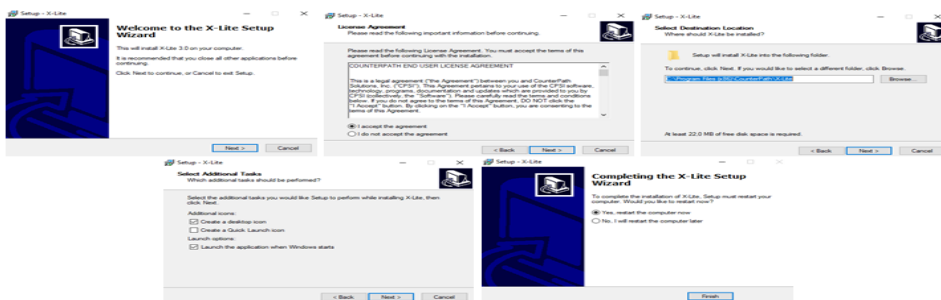 Setup - X-Lite
Welcome to the X-Lite Setup
Wizard
This will install X-Lite 3.0 on your computer.
It is recommended that you close all other applications before
continuing.
Click Next to continue, or Cancel to exit Setup.
Next >
Cancel
Setup - X-Lite
License Agreement
Please read the following important information before continuing.
Please read the following License Agreement. You must accept the terms of this
agreement before continuing with the installation.
COUNTERPATH END USER LICENSE AGREEMENT
This is a legal agreement ("the Agreement") between you and CounterPath
Solutions, Inc. ("CPSI"). This Agreement pertains to your use of the CPSI software,
technology, programs, documentation and updates which are provided to you by
CPSI (collectively, the "Software"). Please carefully read the terms and conditions
below. If you do not agree to the terms of this Agreement, DO NOT click the
"I Accept" button. By clicking on the "I Accept" button, you are consenting to the
terms of this Agreement.
I accept the agreement
I do not accept the agreement
< Back
Next >
Cancel
Setup - X-Lite
Select Destination Location
Where should X-Lite be installed?
Setup will install X-Lite into the following folder.
To continue, click Next. If you would like to select a different folder, click Browse.
C:\Program Files (x86)\CounterPath\X-Lite
Browse...
At least 22.0 MB of free disk space is required.
< Back
Next >
Cancel
Setup - X-Lite
Select Additional Tasks
Which additional tasks should be performed?
Select the additional tasks you would like Setup to perform while installing X-Lite, then
click Next.
Additional icons:
Create a desktop icon
Create a Quick Launch icon
Launch options:
Launch the application when Windows starts
< Back
Next >
Cancel
Setup - X-Lite
Completing the X-Lite Setup
Wizard
To complete the installation of X-Lite, Setup must restart your
computer. Would you like to restart now?
Yes, restart the computer now
No, I will restart the computer later
Finish